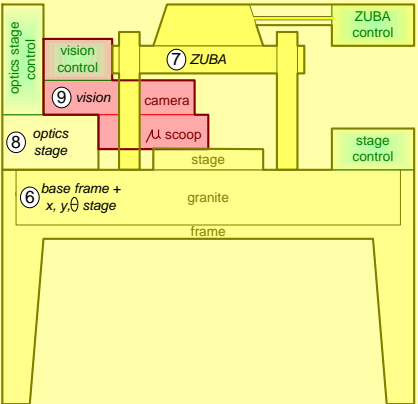 optics stage
control
vision
control
7 ZUBA
ZUBA
control
9 vision
camera
8 optics
stage
μ scoop
stage
stage
control
6 base frame +
x, y,θ stage
granite
frame